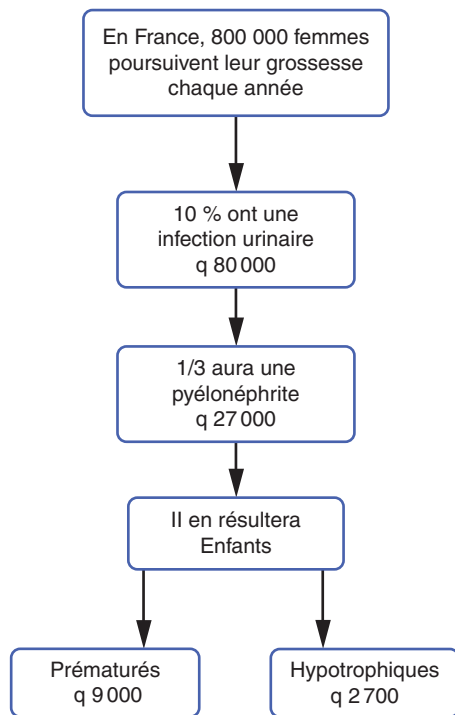 En France, 800 000 femmes
poursuivent leur grossesse
chaque année
10 % ont une
infection urinaire
q 80 000
1/3 aura une
pyélonéphrite
q 27 000
II en résultera
Enfants
Prématurés
q 9 000
Hypotrophiques
q 2 700